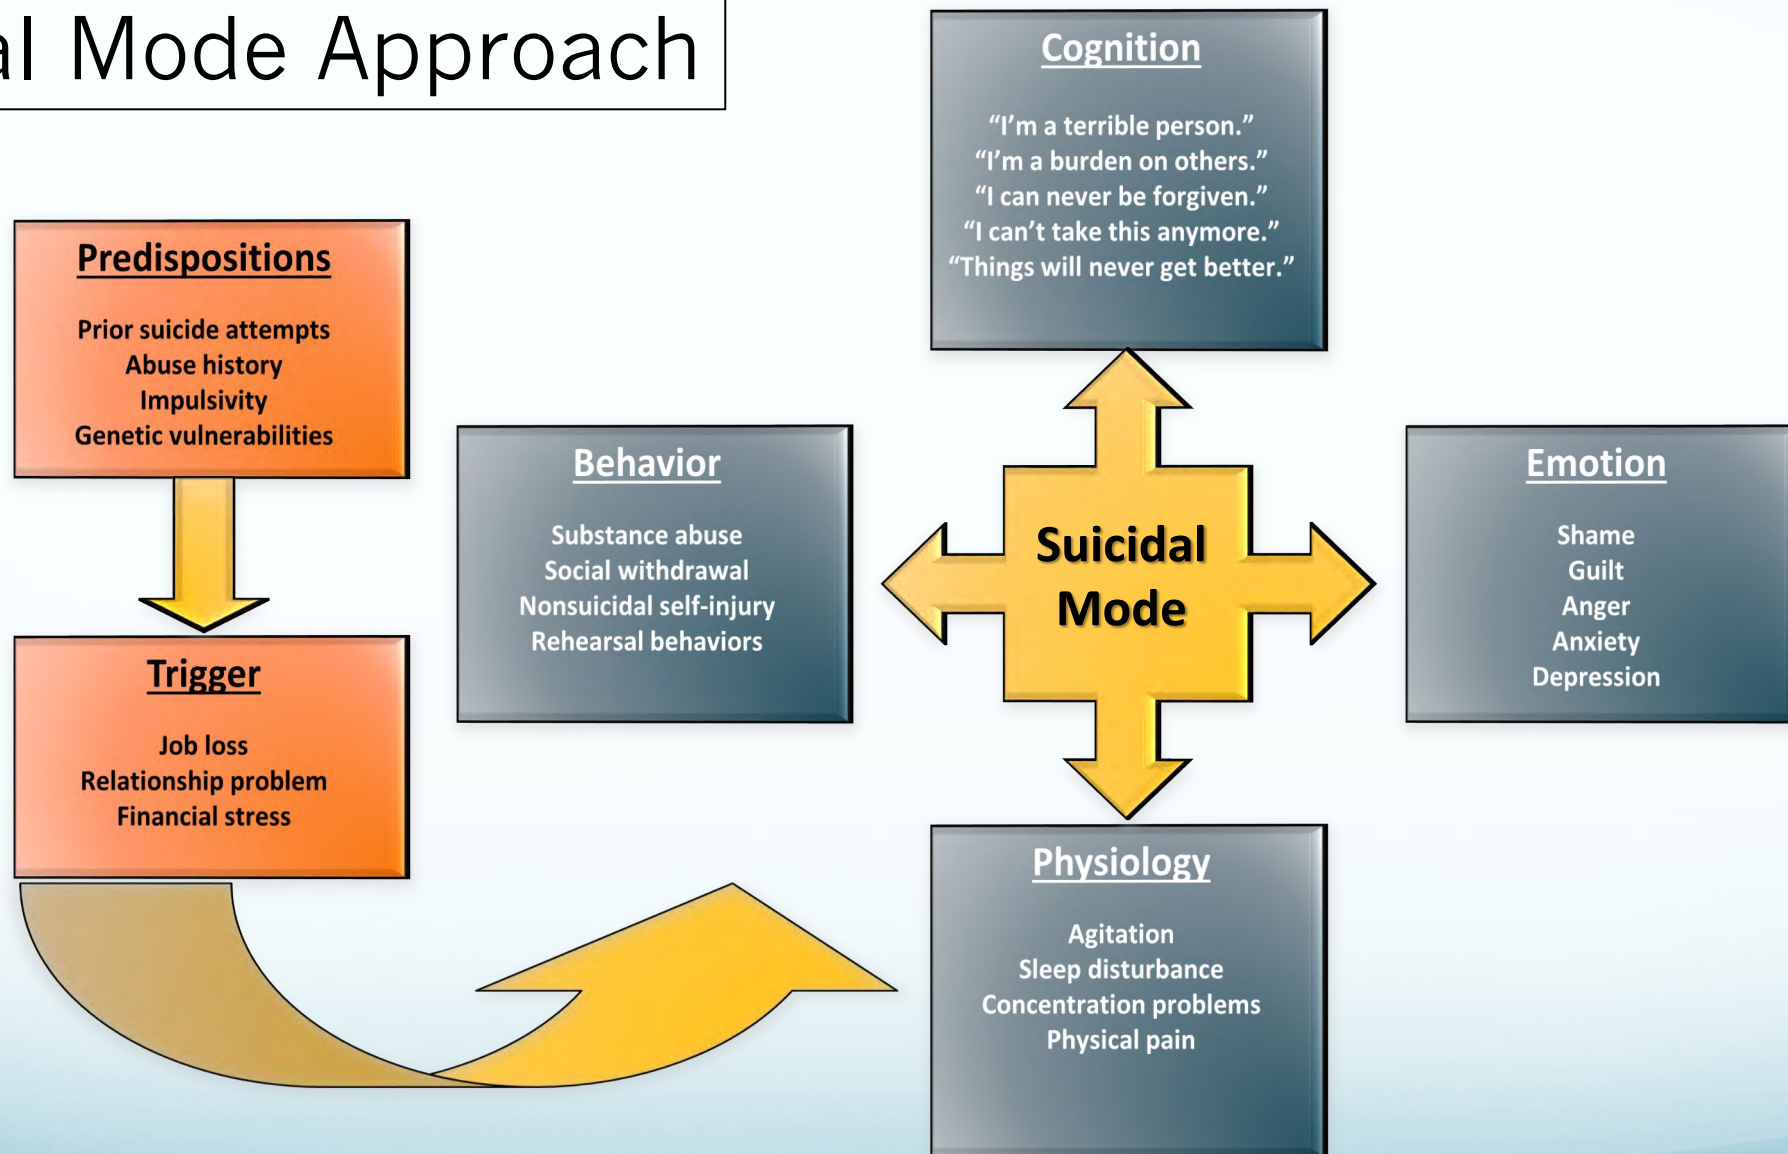 al Mode Approach
Predispositions
Prior suicide attempts
Abuse history
Impulsivity
Genetic vulnerabilities
Trigger
Job loss
Relationship problem
Financial stress
Behavior
Substance abuse
Social withdrawal
Nonsuicidal self-injury
Rehearsal behaviors
Cognition
“I’m a terrible person.”
“I’m a burden on others.”
“I can never be forgiven.”
“I can’t take this anymore.”
“Things will never get better.”
Suicidal
Mode
Emotion
Shame
Guilt
Anger
Anxiety
Depression
Physiology
Agitation
Sleep disturbance
Concentration problems
Physical pain